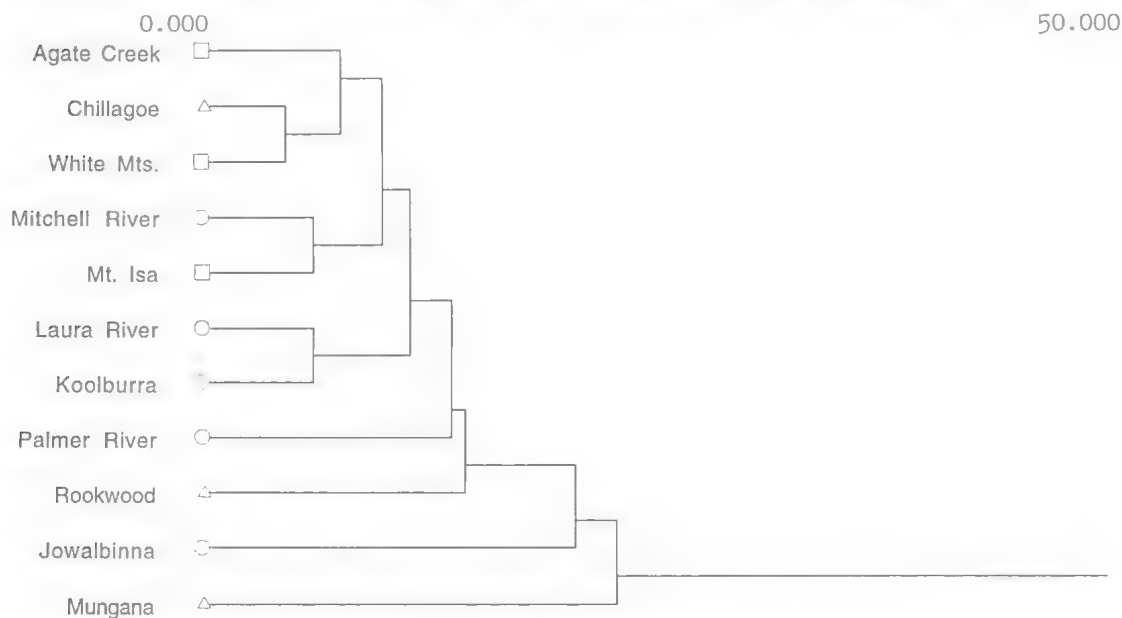 0.000 50.000
Agate Creek
Chillagoe
White Mts.
Mitchell River
Mt. Isa
Laura River
Koolburra
Palmer River
Rookwood
Jowalbinna
Mungana